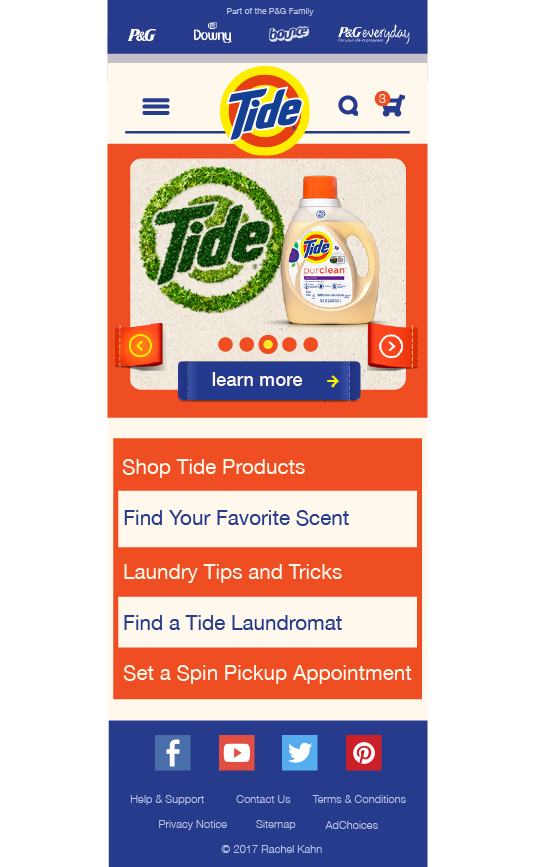 Part of the P&G Family
P&G
Downy
bounce
P&G everyday
Tide
3
Tide
Tide
purclean
learn more
Shop Tide Products
Find Your Favorite Scent
Laundry Tips and Tricks
Find a Tide Laundromat
Set a Spin Pickup Appointment
Help & Support
Contact Us
Terms & Conditions
Privacy Notice
Sitemap
AdChoices
© 2017 Rachel Kahn